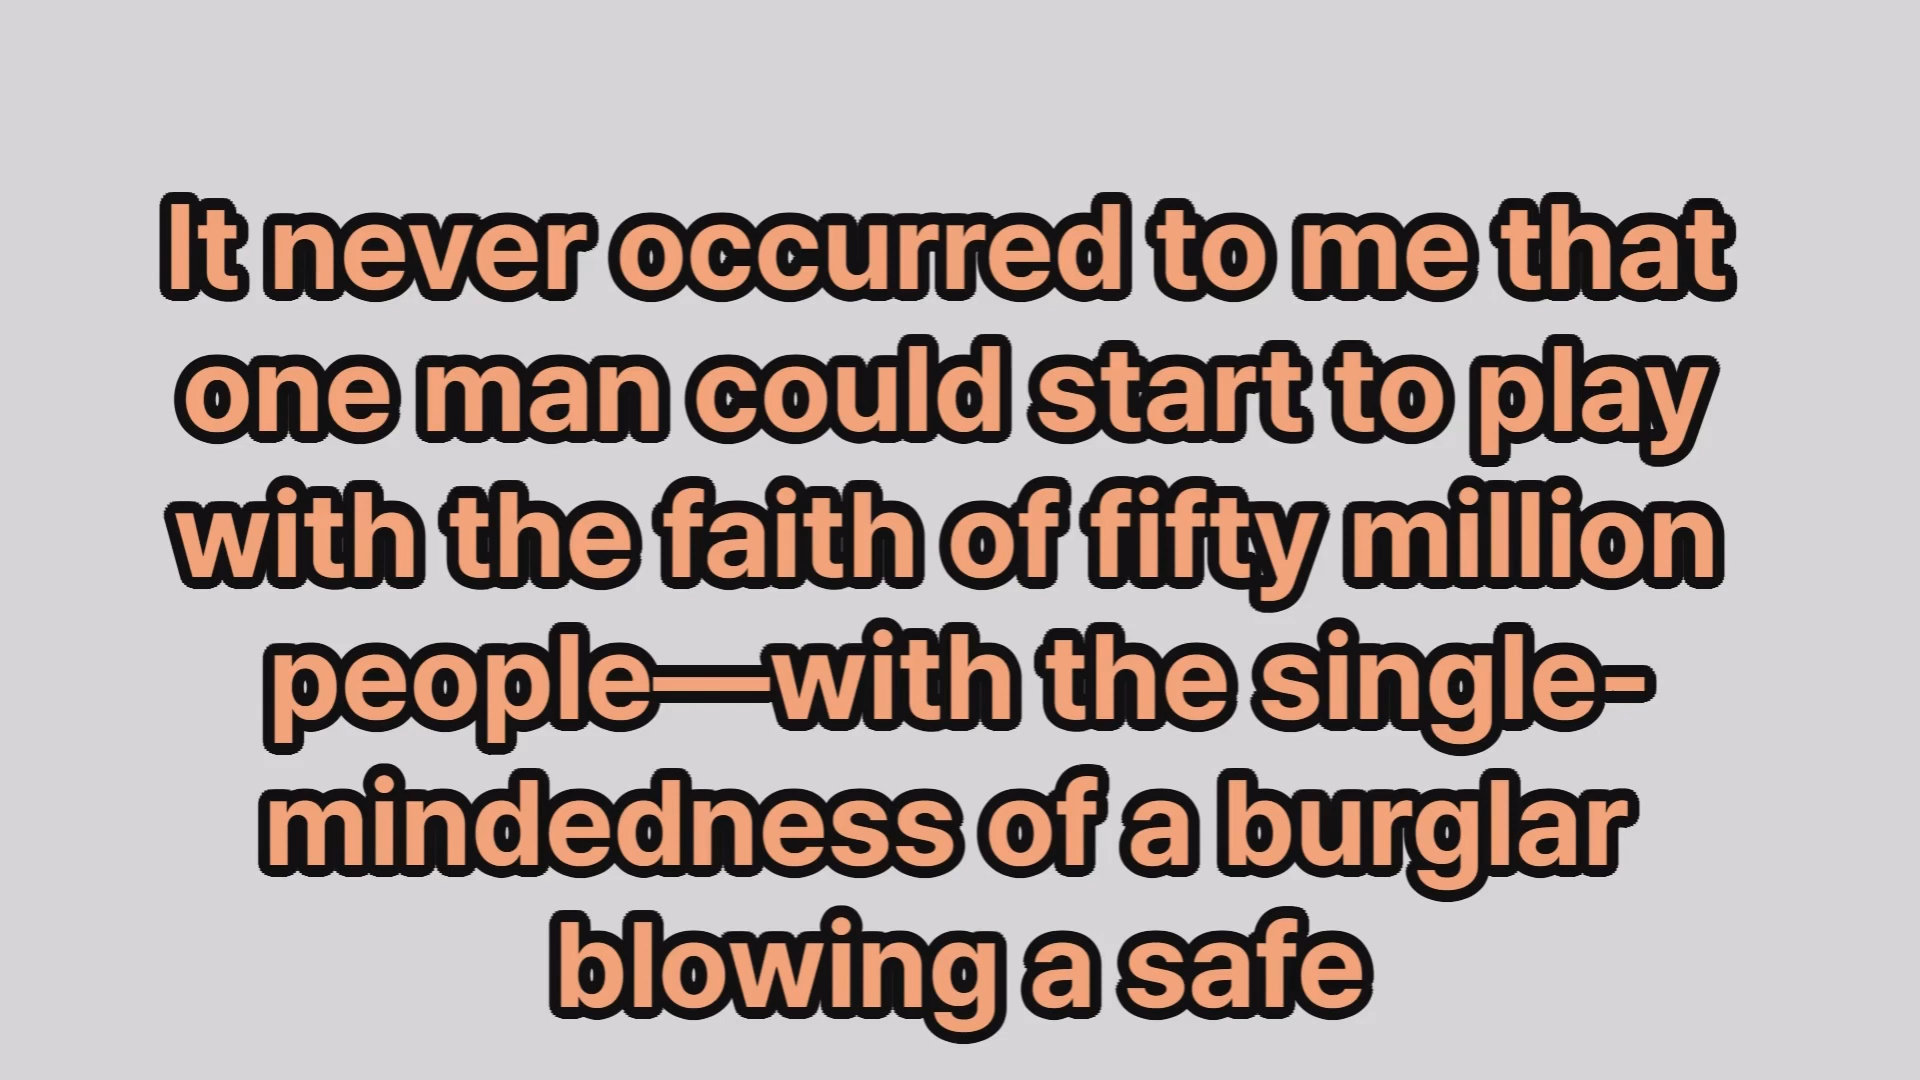 It never occurred to me that
one man could start to play
with the faith of fifty million
people—with the single-
mindedness of a burglar
blowing a safe